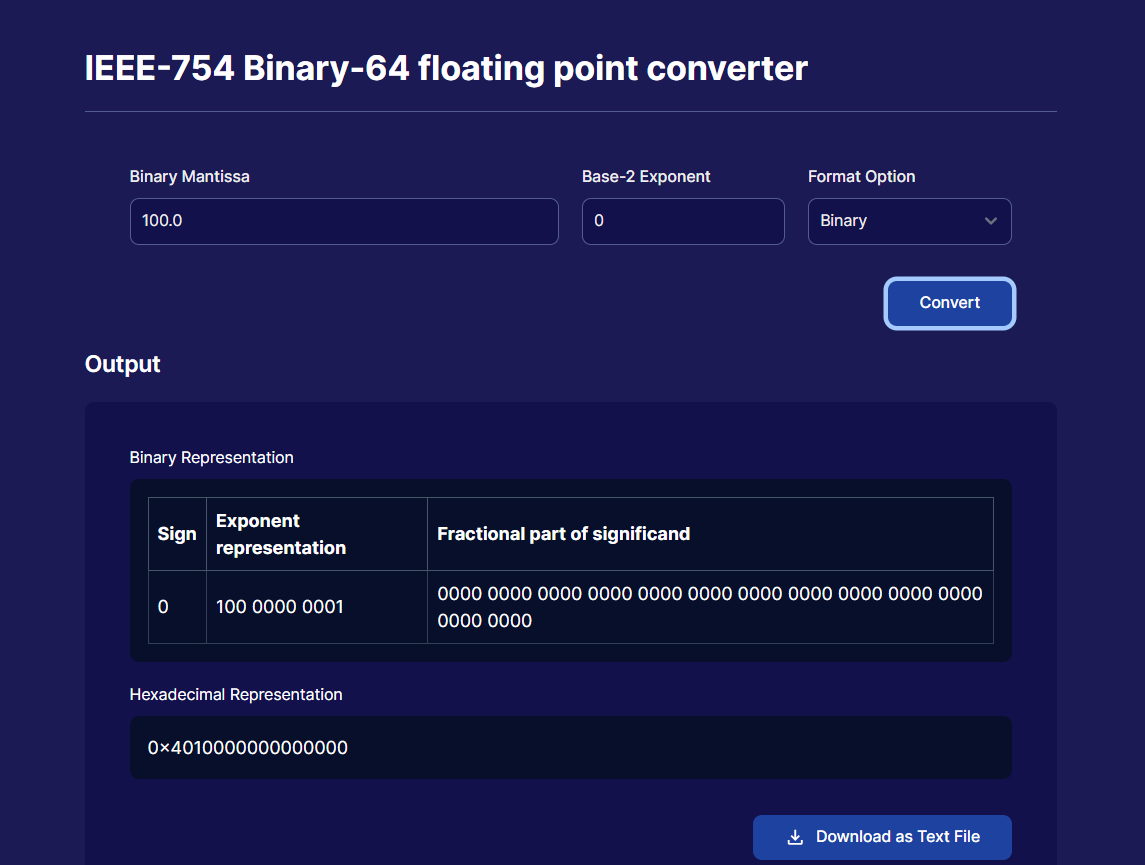 IEEE-754 Binary-64 floating point converter
Binary Mantissa
Base-2 Exponent
Format Option
100.0
0
Binary
Convert
Output
Binary Representation
Sign
Exponent
representation
Fractional part of significand
0
100 0000 0001
0000 0000 0000 0000 0000 0000 0000 0000 0000 0000 0000
0000 0000
Hexadecimal Representation
0×4010000000000000
Download as Text File